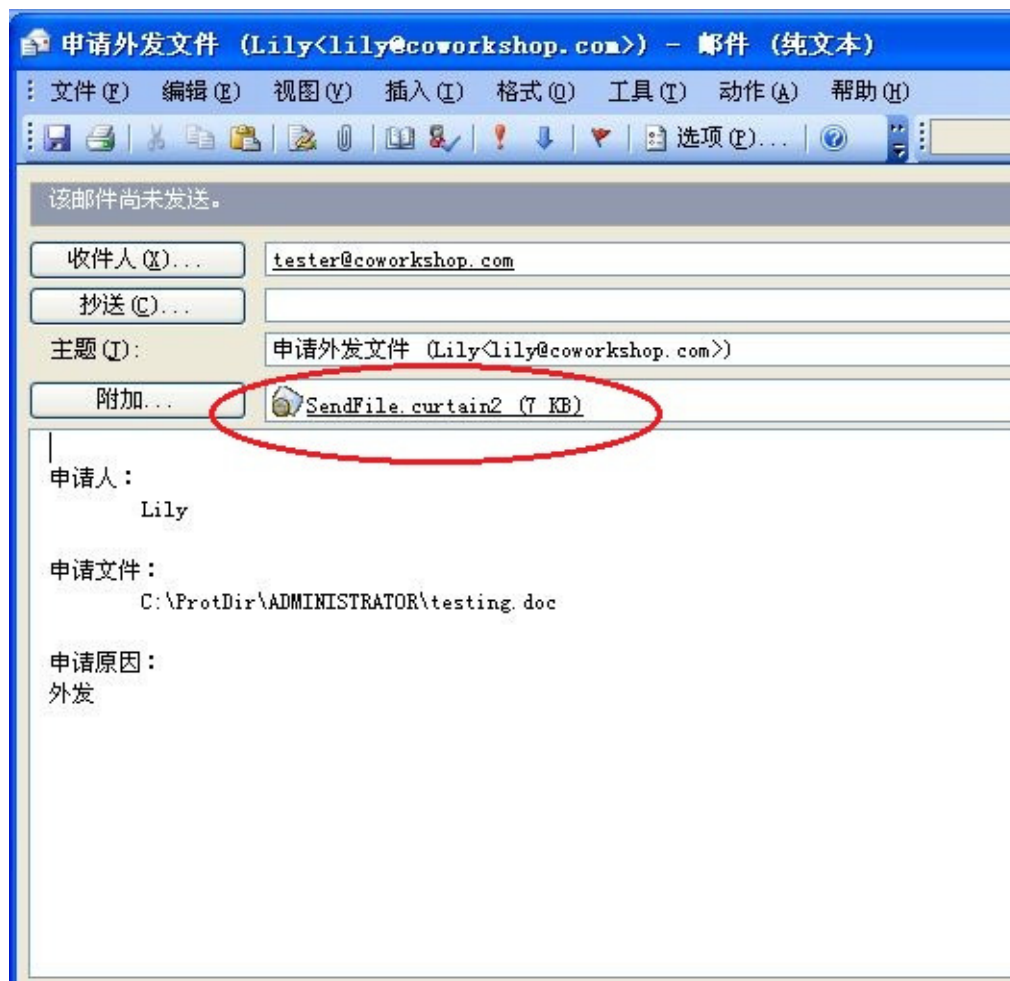 申请外发文件 (Lily<lily@coworkshop.com>) - 邮件 (纯文本)
文件(F) 编辑(E) 视图(V) 插入(I) 格式(O) 工具(T) 动作(A) 帮助(H)
选项(P)...
该邮件尚未发送。
收件人(X)... tester@coworkshop.com
抄送(C)...
主题(J): 申请外发文件 (Lily<lily@coworkshop.com>)
附加... SendFile.curtain2 (7 KB)
申请人:
Lily
申请文件:
C:\ProtDir\ADMINISTRATOR\testing.doc
申请原因:
外发